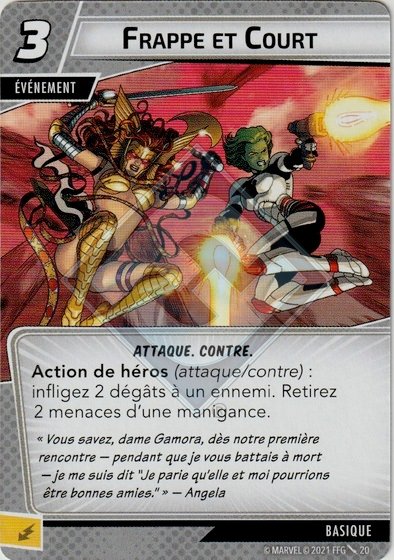 3
FRAPPE ET COURT
ÉVÉNEMENT
ATTAQUE. CONTRE.
Action de héros (attaque/contre) :
infligez 2 dégâts à un ennemi. Retirez
2 menaces d'une manigance.
« Vous savez, dame Gamora, dès notre première
rencontre — pendant que je vous battais à mort
— je me suis dit "Je parie qu'elle et moi pourrions
être bonnes amies." » — Angela
BASIQUE
© MARVEL © 2021 FFG 20